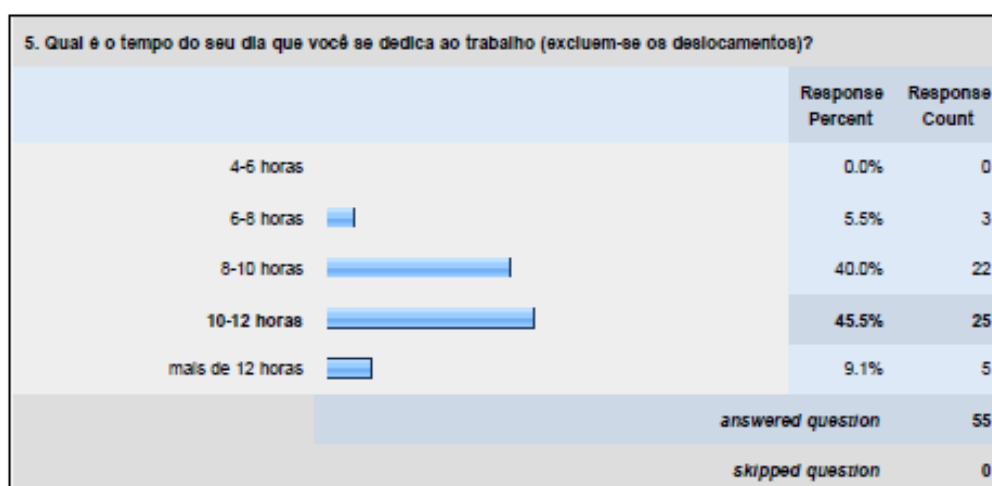 5. Qual é o tempo do seu dia que você se dedica ao trabalho (excluem-se os deslocamentos)?
Response Percent Response Count
4-6 horas 0.0% 0
6-8 horas 5.5% 3
8-10 horas 40.0% 22
10-12 horas 45.5% 25
mais de 12 horas 9.1% 5
answered question 55
skipped question 0